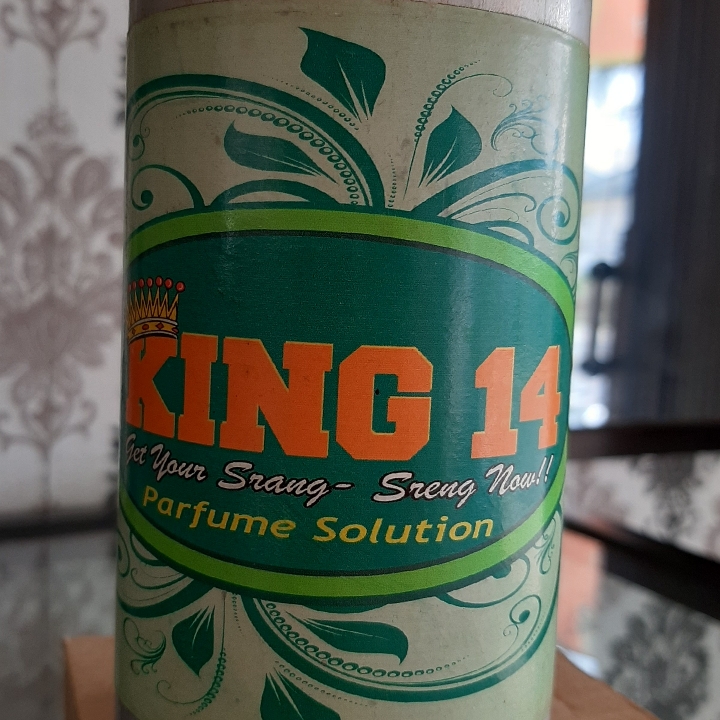 KING 14
Get Your Srang- Sreng Now!!
Parfume Solution